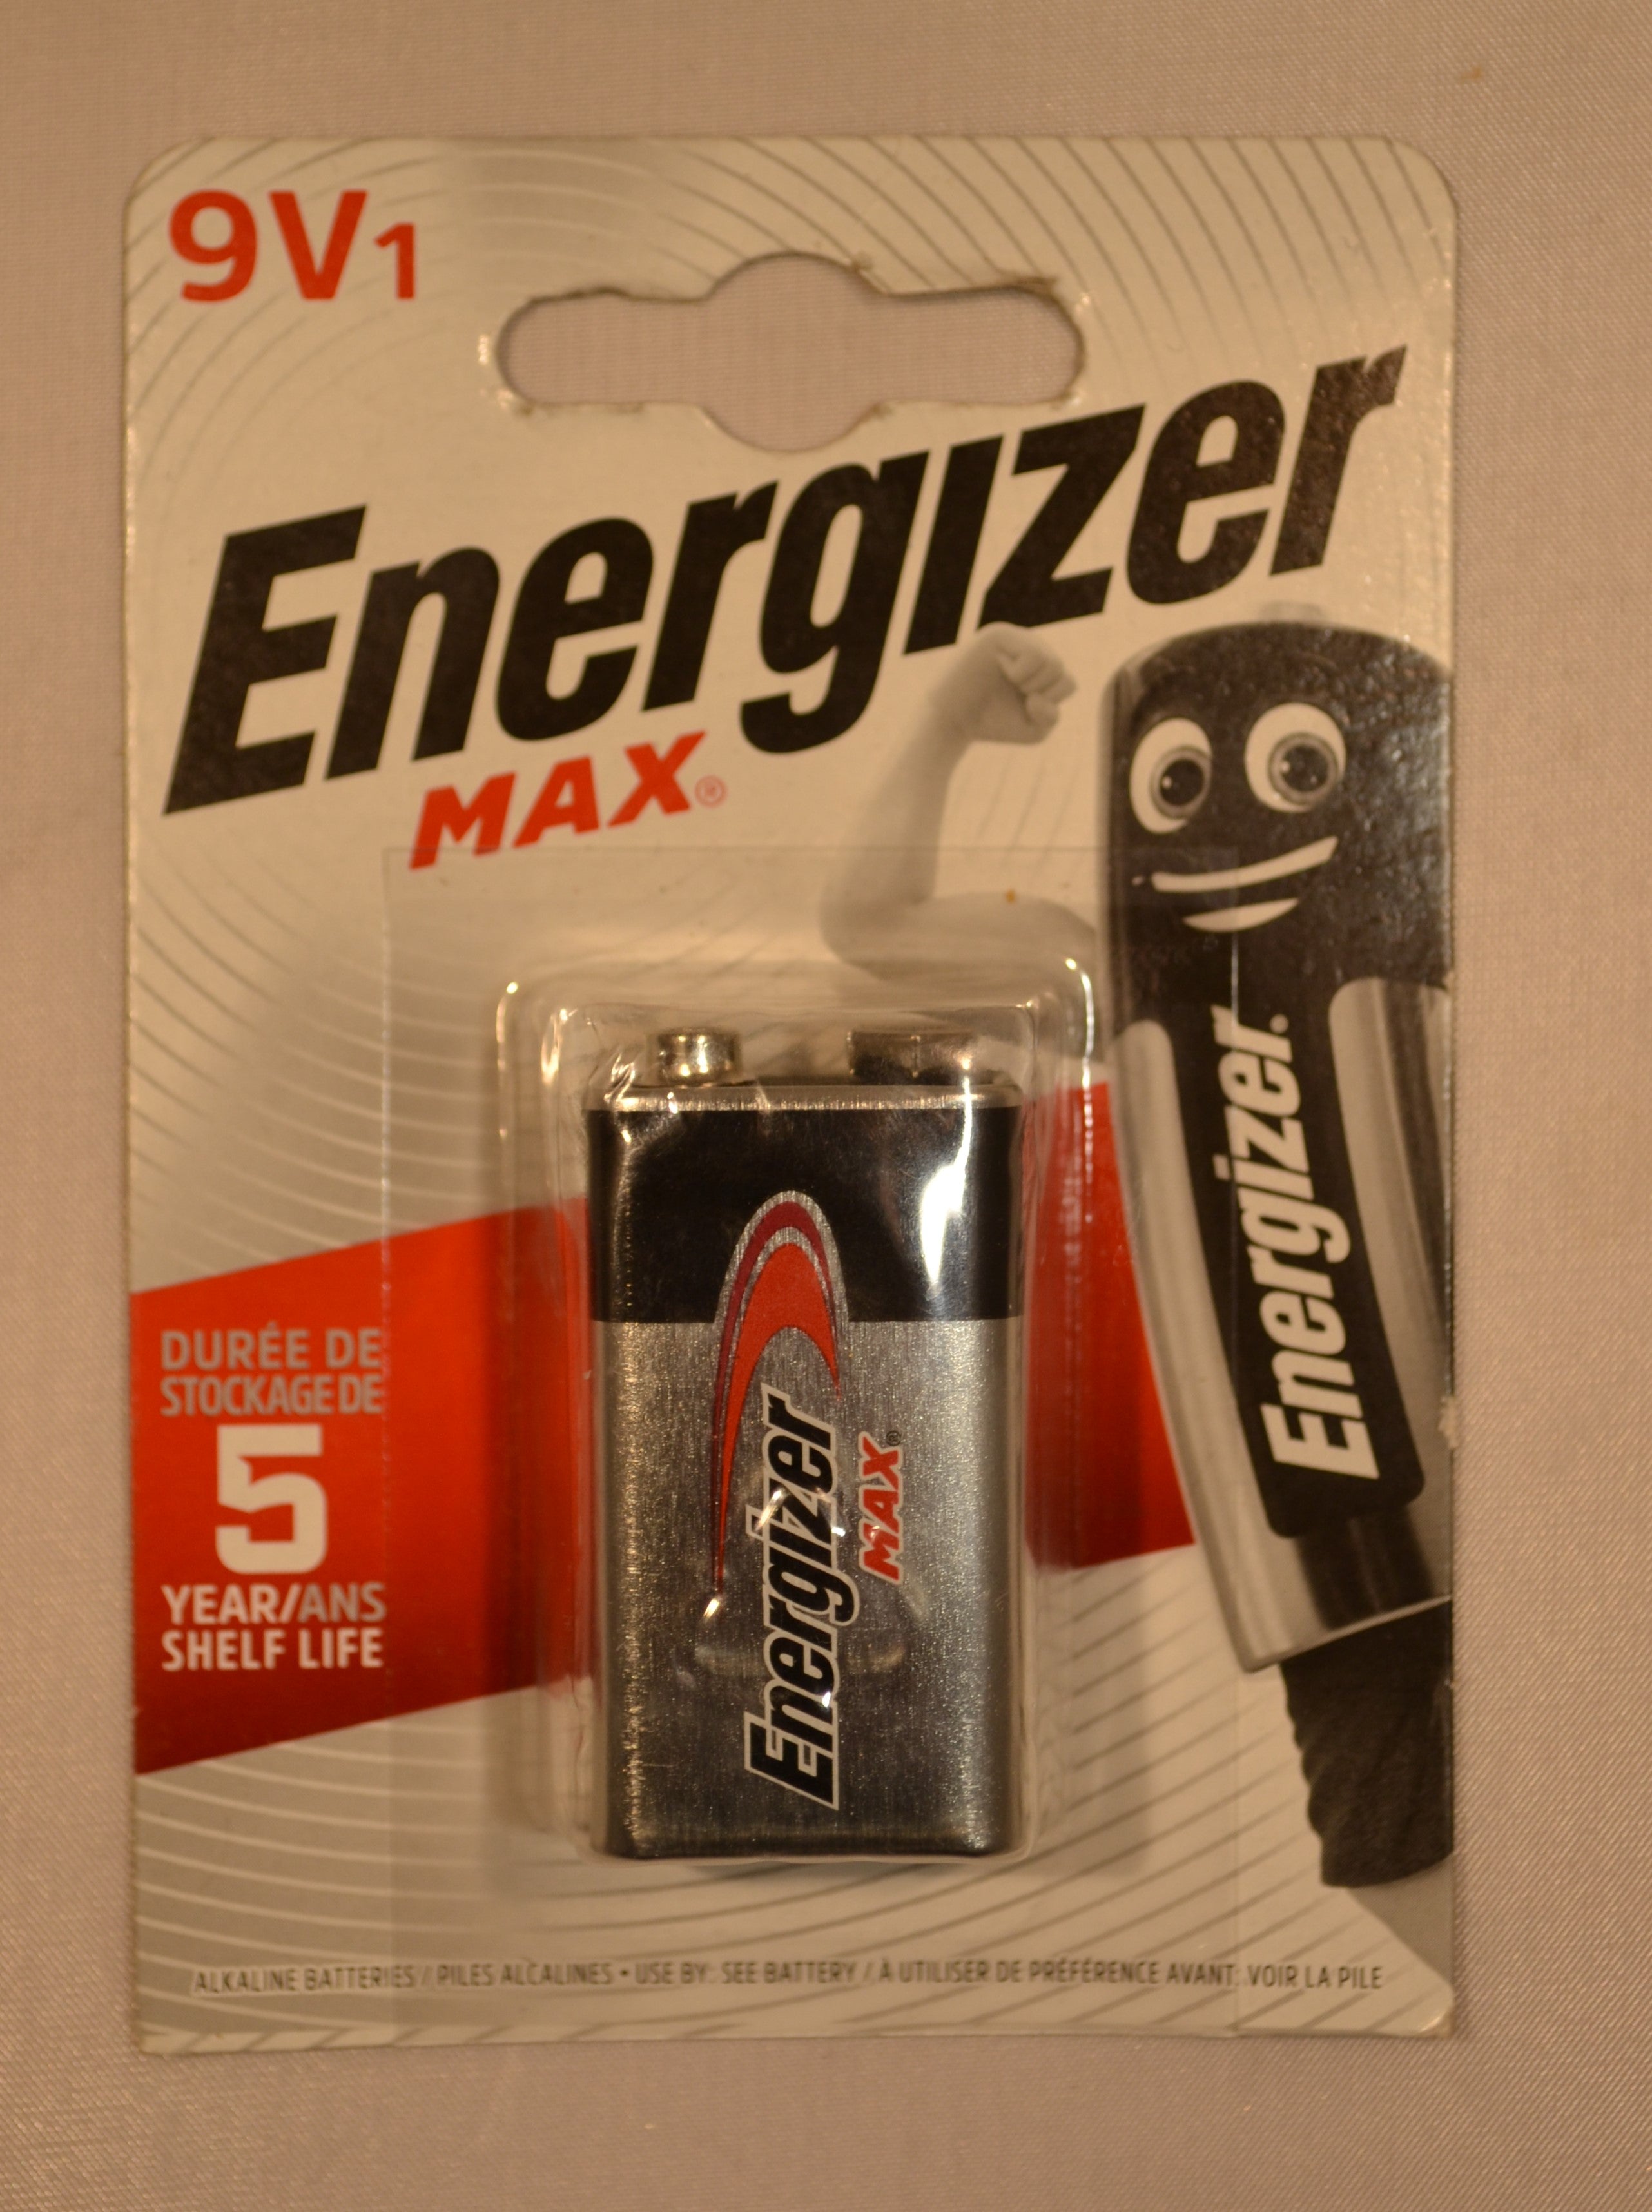 9V1
Energizer
MAX®
Energizer.
Energizer
MAX®
DURÉE DE
STOCKAGE DE
5
YEAR/ANS
SHELF LIFE
ALKALINE BATTERIES / PILES ALCALINES • USE BY: SEE BATTERY / À UTILISER DE PRÉFÉRENCE AVANT: VOIR LA PILE